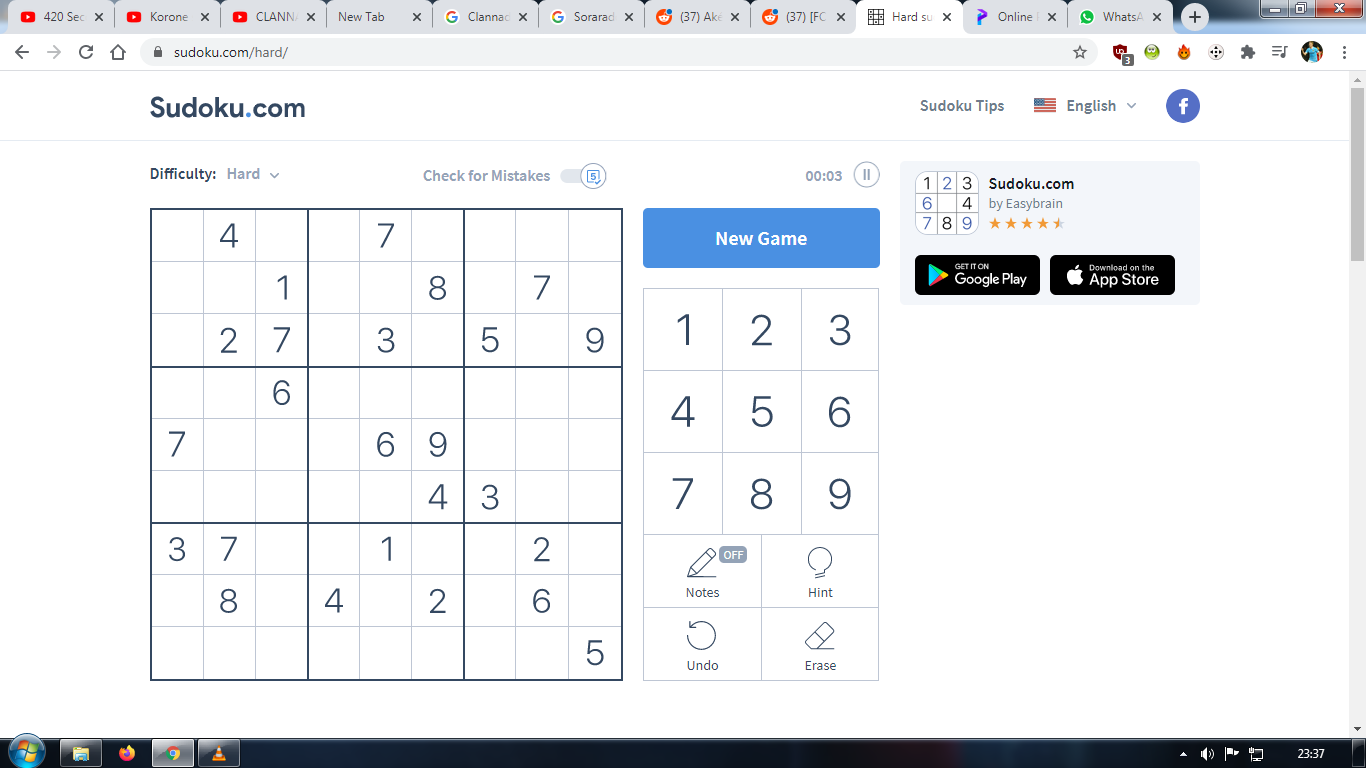 420 Sec
Korone
CLANNA
New Tab
Clannad
Sorarad
(37) Ake
(37) [FC
Hard su
Online
WhatsA
sudoku.com/hard/
3
Sudoku.com
Sudoku Tips
English
Difficulty: Hard
Check for Mistakes
00:03
New Game
Sudoku.com
by Easybrain
1 2 3
6 4
7 8 9
GET IT ON
Google Play
Download on the
App Store
4 7
1 8 7
2 7 3 5 9
6
7 6 9
4 3
3 7 1 2
8 4 2 6
5
1 2 3
4 5 6
7 8 9
OFF
Notes
Hint
Undo
Erase
23:37